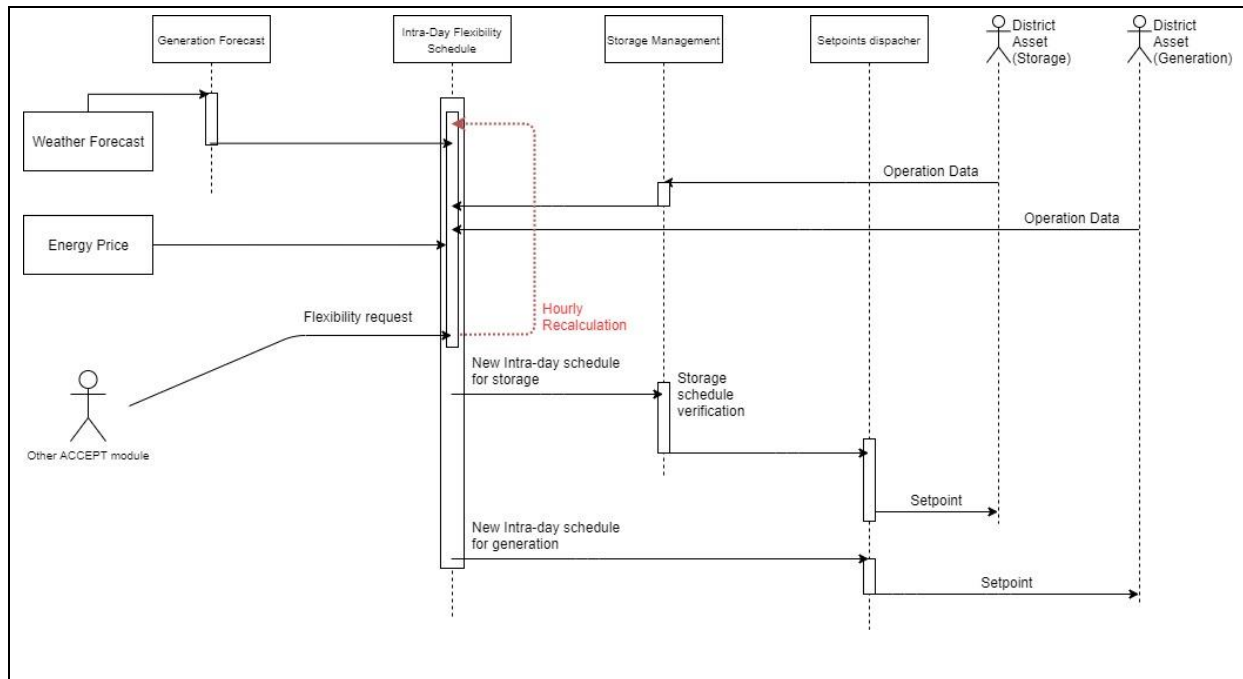 Generation Forecast
Intra-Day Flexibility
Schedule
Storage Management
Setpoints dispacher
District
Asset
(Storage)
District
Asset
(Generation)
Weather Forecast
Operation Data
Operation Data
Energy Price
Flexibility request
Hourly
Recalculation
New Intra-day schedule
for storage
Storage
schedule
verification
Other ACCEPT module
Setpoint
New Intra-day schedule
for generation
Setpoint